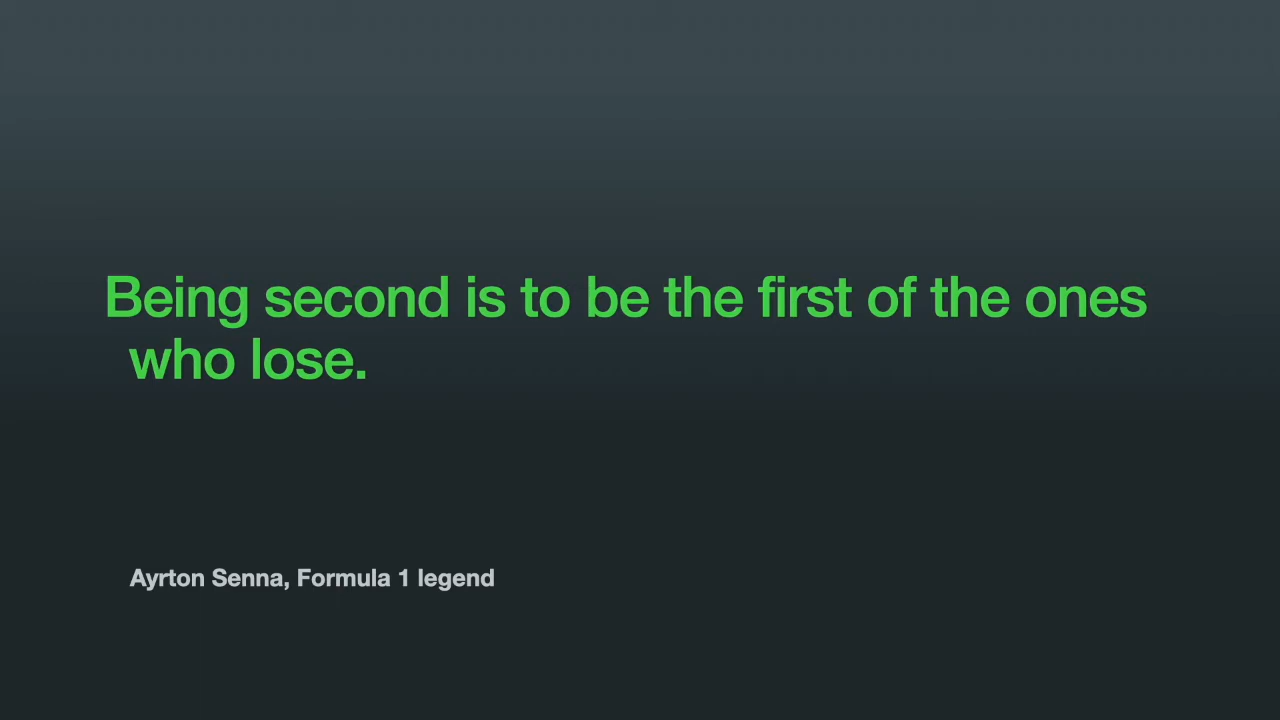 Being second is to be the first of the ones
who lose.
Ayrton Senna, Formula 1 legend